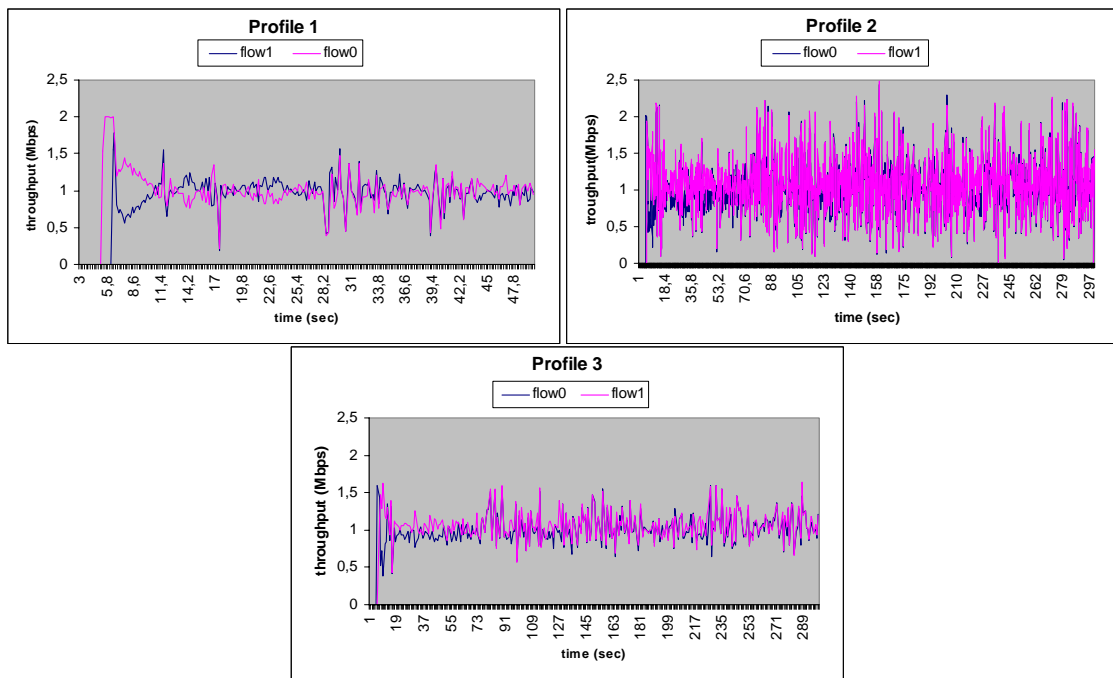 Profile 1
flow1 flow0
throughput (Mbps)
2,5
2
1,5
1
0,5
0
3 5,8 8,6 11,4 14,2 17 19,8 22,6 25,4 28,2 31 33,8 36,6 39,4 42,2 45 47,8
time (sec)
Profile 2
flow0 flow1
troughput(Mbps)
2,5
2
1,5
1
0,5
0
1 18,4 35,8 53,2 70,6 88 105 123 140 158 175 192 210 227 245 262 279 297
time (sec)
Profile 3
flow0 flow1
throughput (Mbps)
2,5
2
1,5
1
0,5
0
1 19 37 55 73 91 109 127 145 163 181 199 217 235 253 271 289
time (sec)